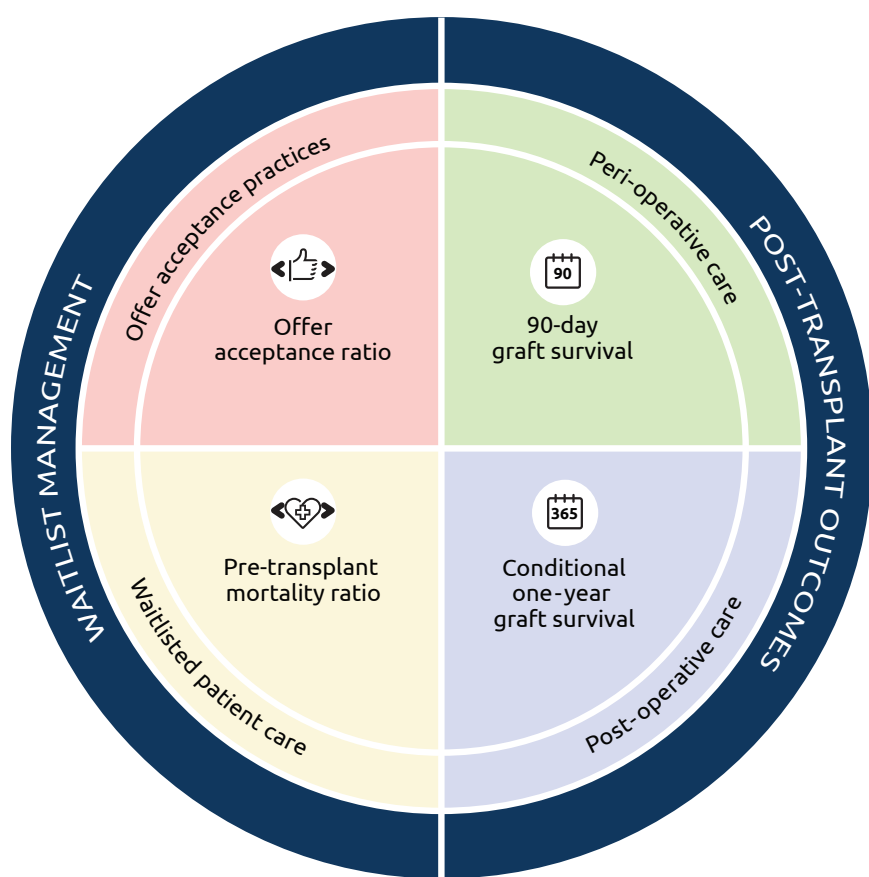 WAITLIST MANAGEMENT
POST-TRANSPLANT OUTCOMES
Offer acceptance practices
Peri-operative care
Offer
acceptance ratio
90
90-day
graft survival
Pre-transplant
mortality ratio
365
Conditional
one-year
graft survival
Waitlisted patient care
Post-operative care